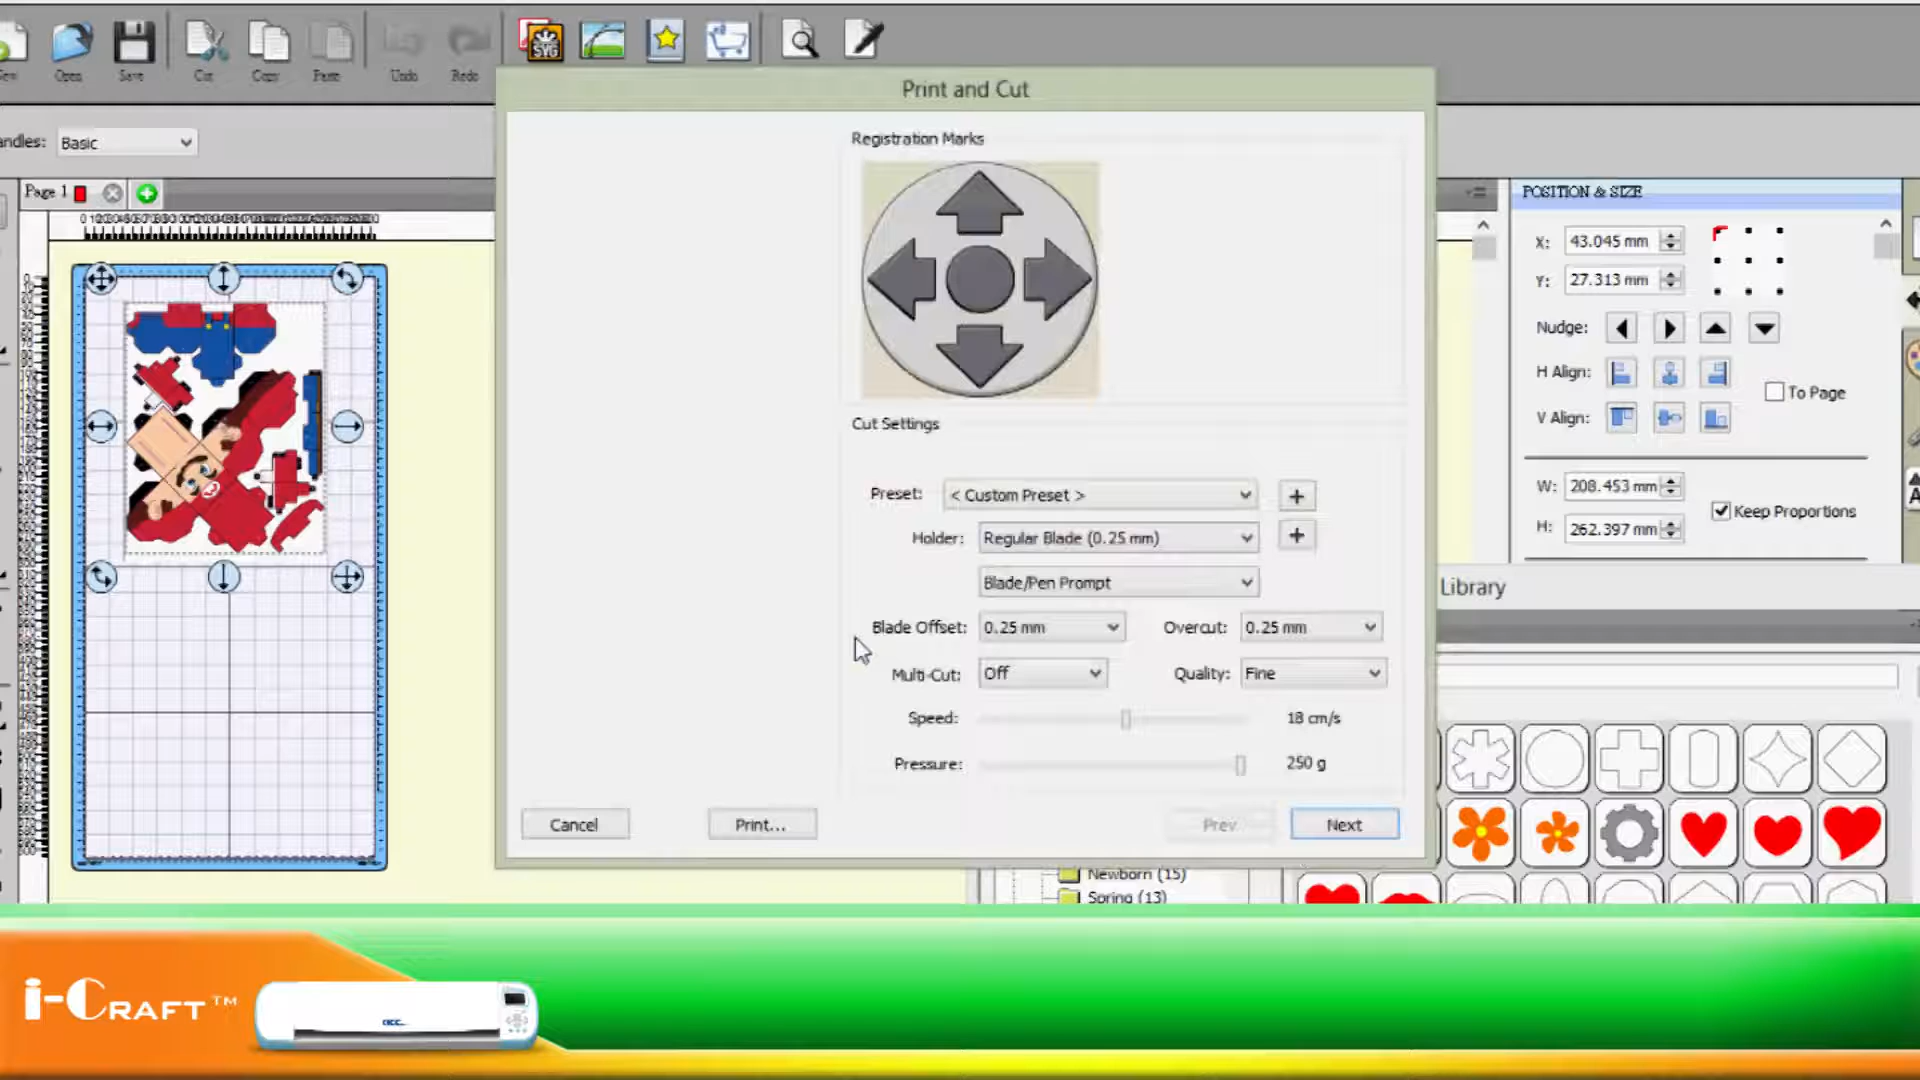 New
Open
Save
Cut
Copy
Paste
Undo
Redo
SVG
Print and Cut
Registration Marks
andles:
Basic
Page 1
POSITION & SIZE
X: 43.045 mm
Y: 27.313 mm
Nudge:
H Align:
To Page
V Align:
Cut Settings
W: 208.453 mm
Keep Proportions
H: 262.397 mm
Preset: < Custom Preset >
Holder: Regular Blade (0.25 mm)
Blade/Pen Prompt
Library
Blade Offset: 0.25 mm Overcut: 0.25 mm
Multi-Cut: Off Quality: Fine
Speed: 18 cm/s
Pressure: 250 g
Cancel
Print...
Prev
Next
Newborn (15)
Spring (13)
i-CRAFT™
GCC